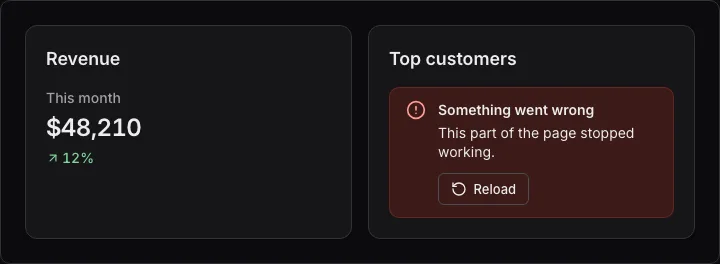 Revenue
This month
$48,210
12%
Top customers
Something went wrong
This part of the page stopped
working.
Reload